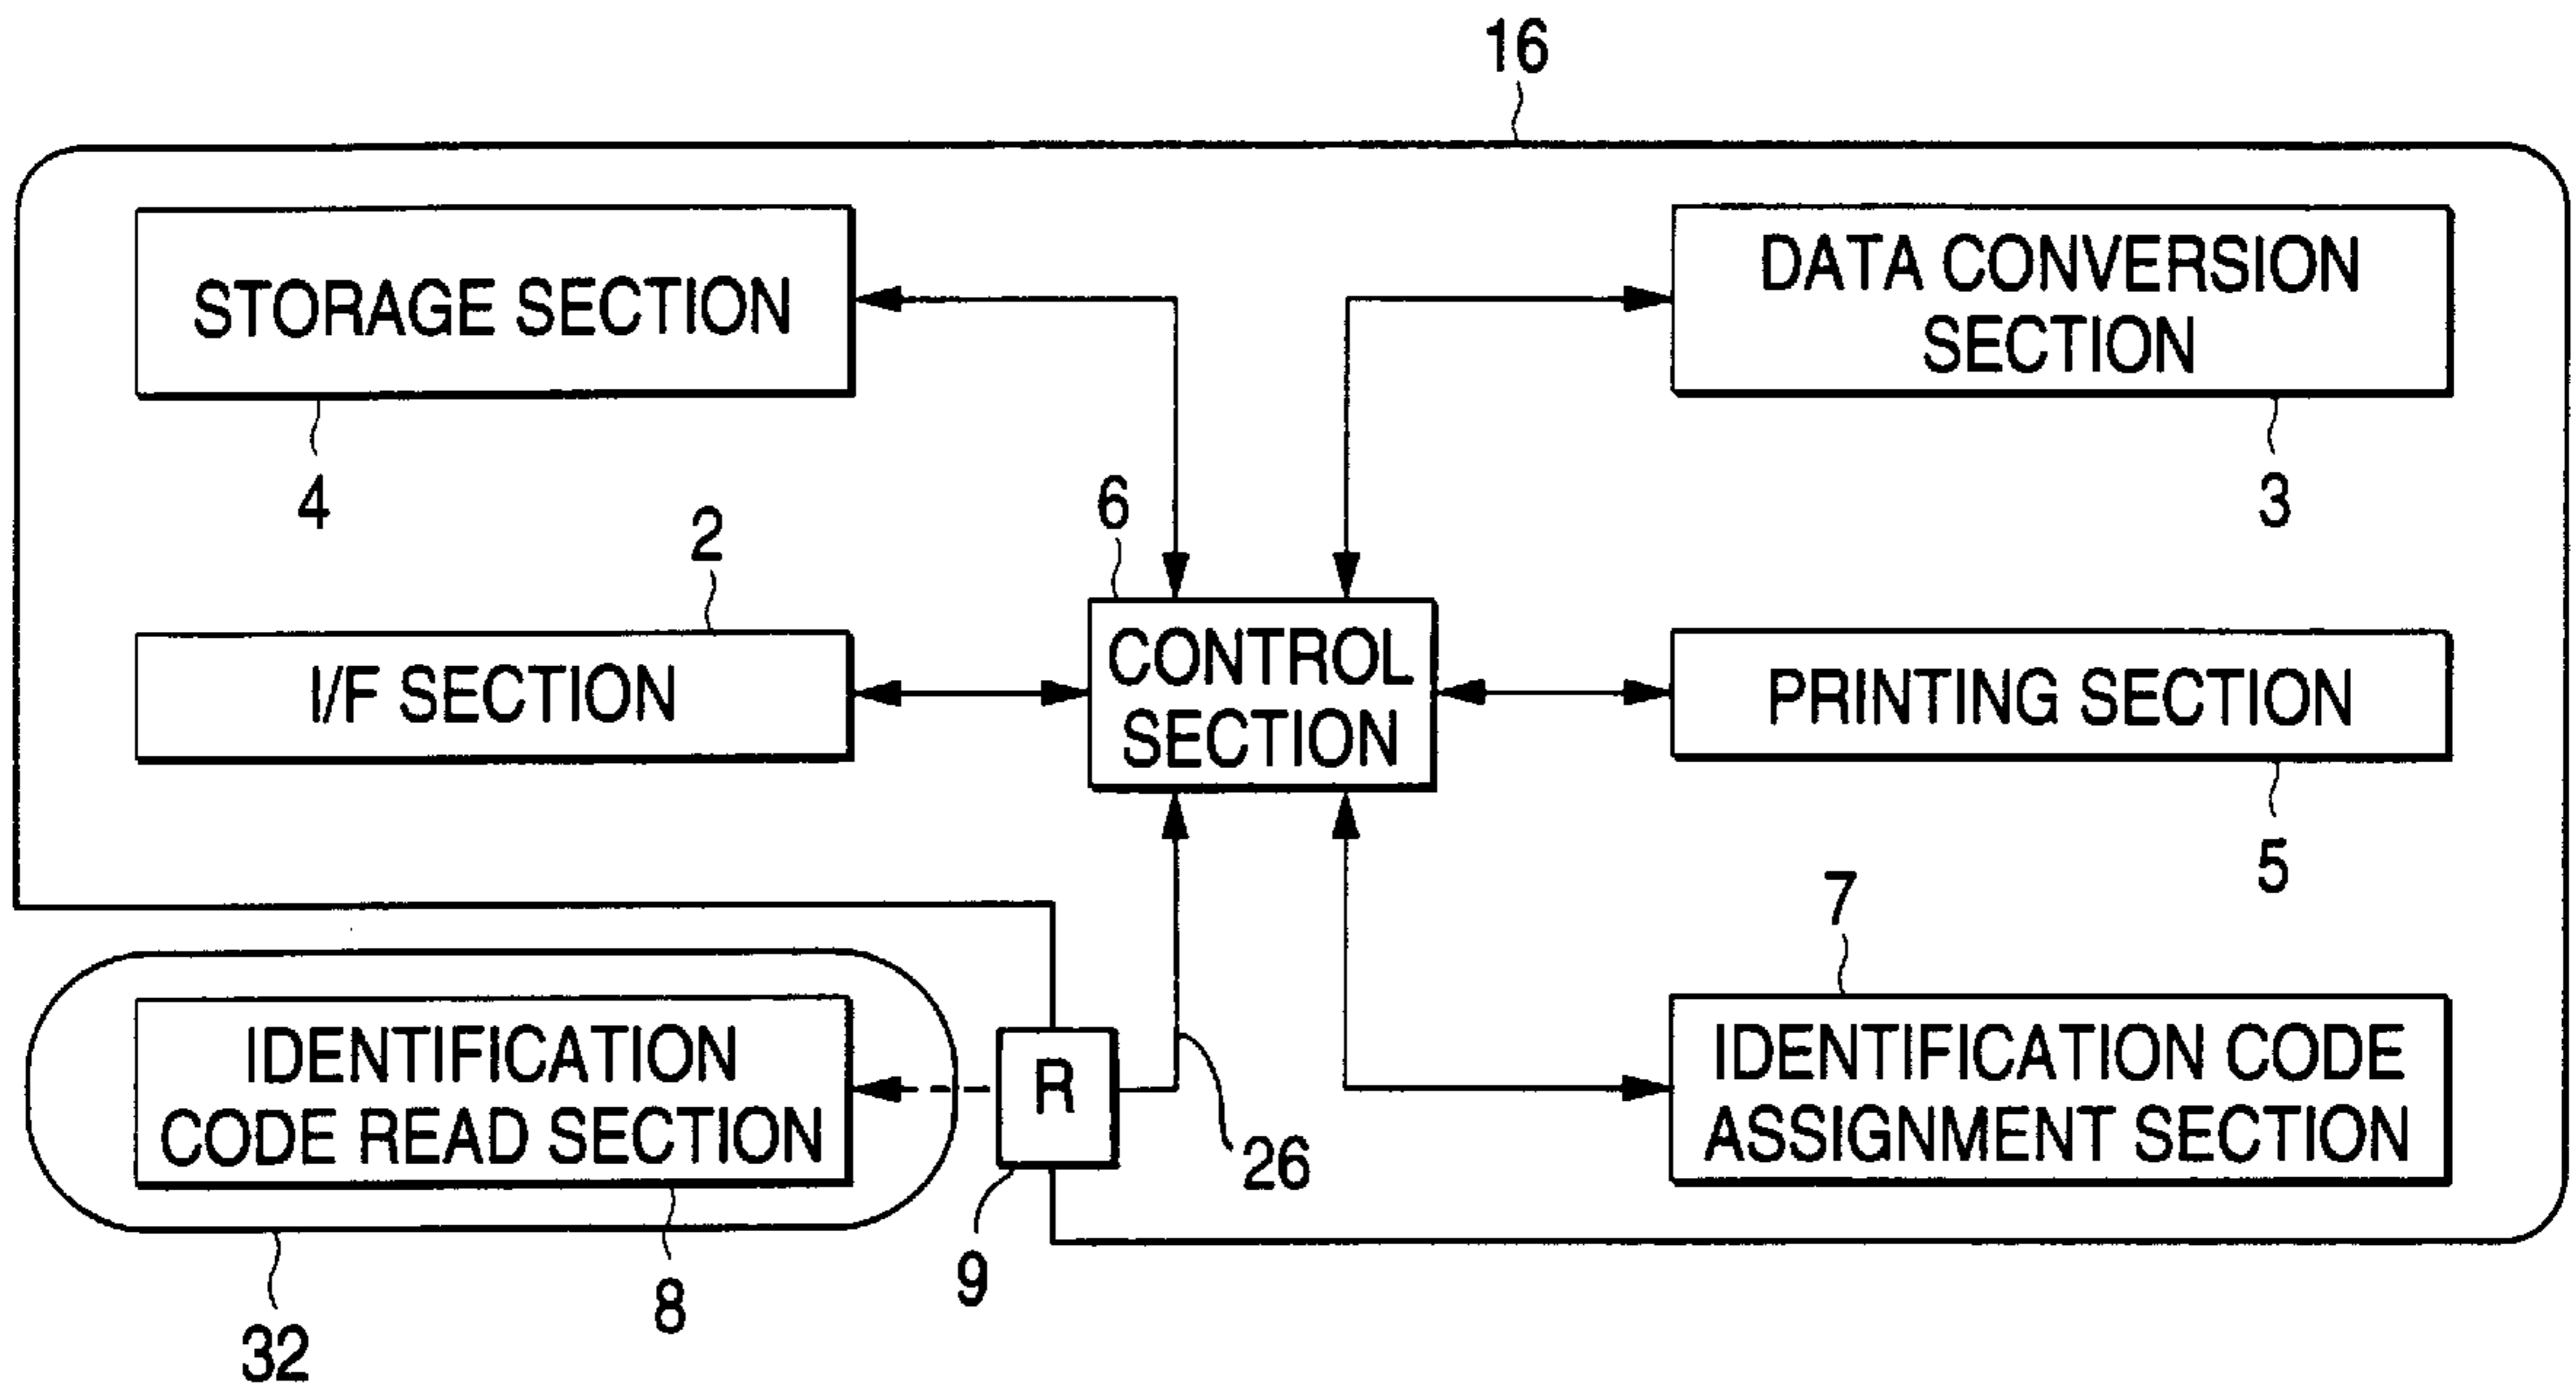 16
STORAGE SECTION
4
DATA CONVERSION
SECTION
3
2
I/F SECTION
6
CONTROL
SECTION
PRINTING SECTION
5
IDENTIFICATION
CODE READ SECTION
8
32
R
9
26
7
IDENTIFICATION CODE
ASSIGNMENT SECTION